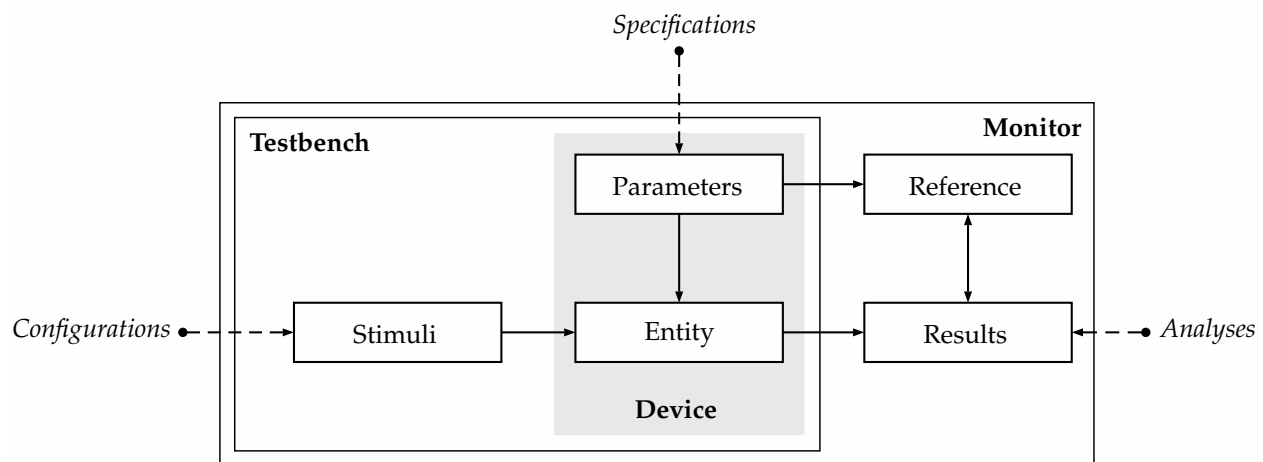 Specifications
Testbench
Monitor
Parameters
Reference
Configurations
Stimuli
Entity
Results
Analyses
Device